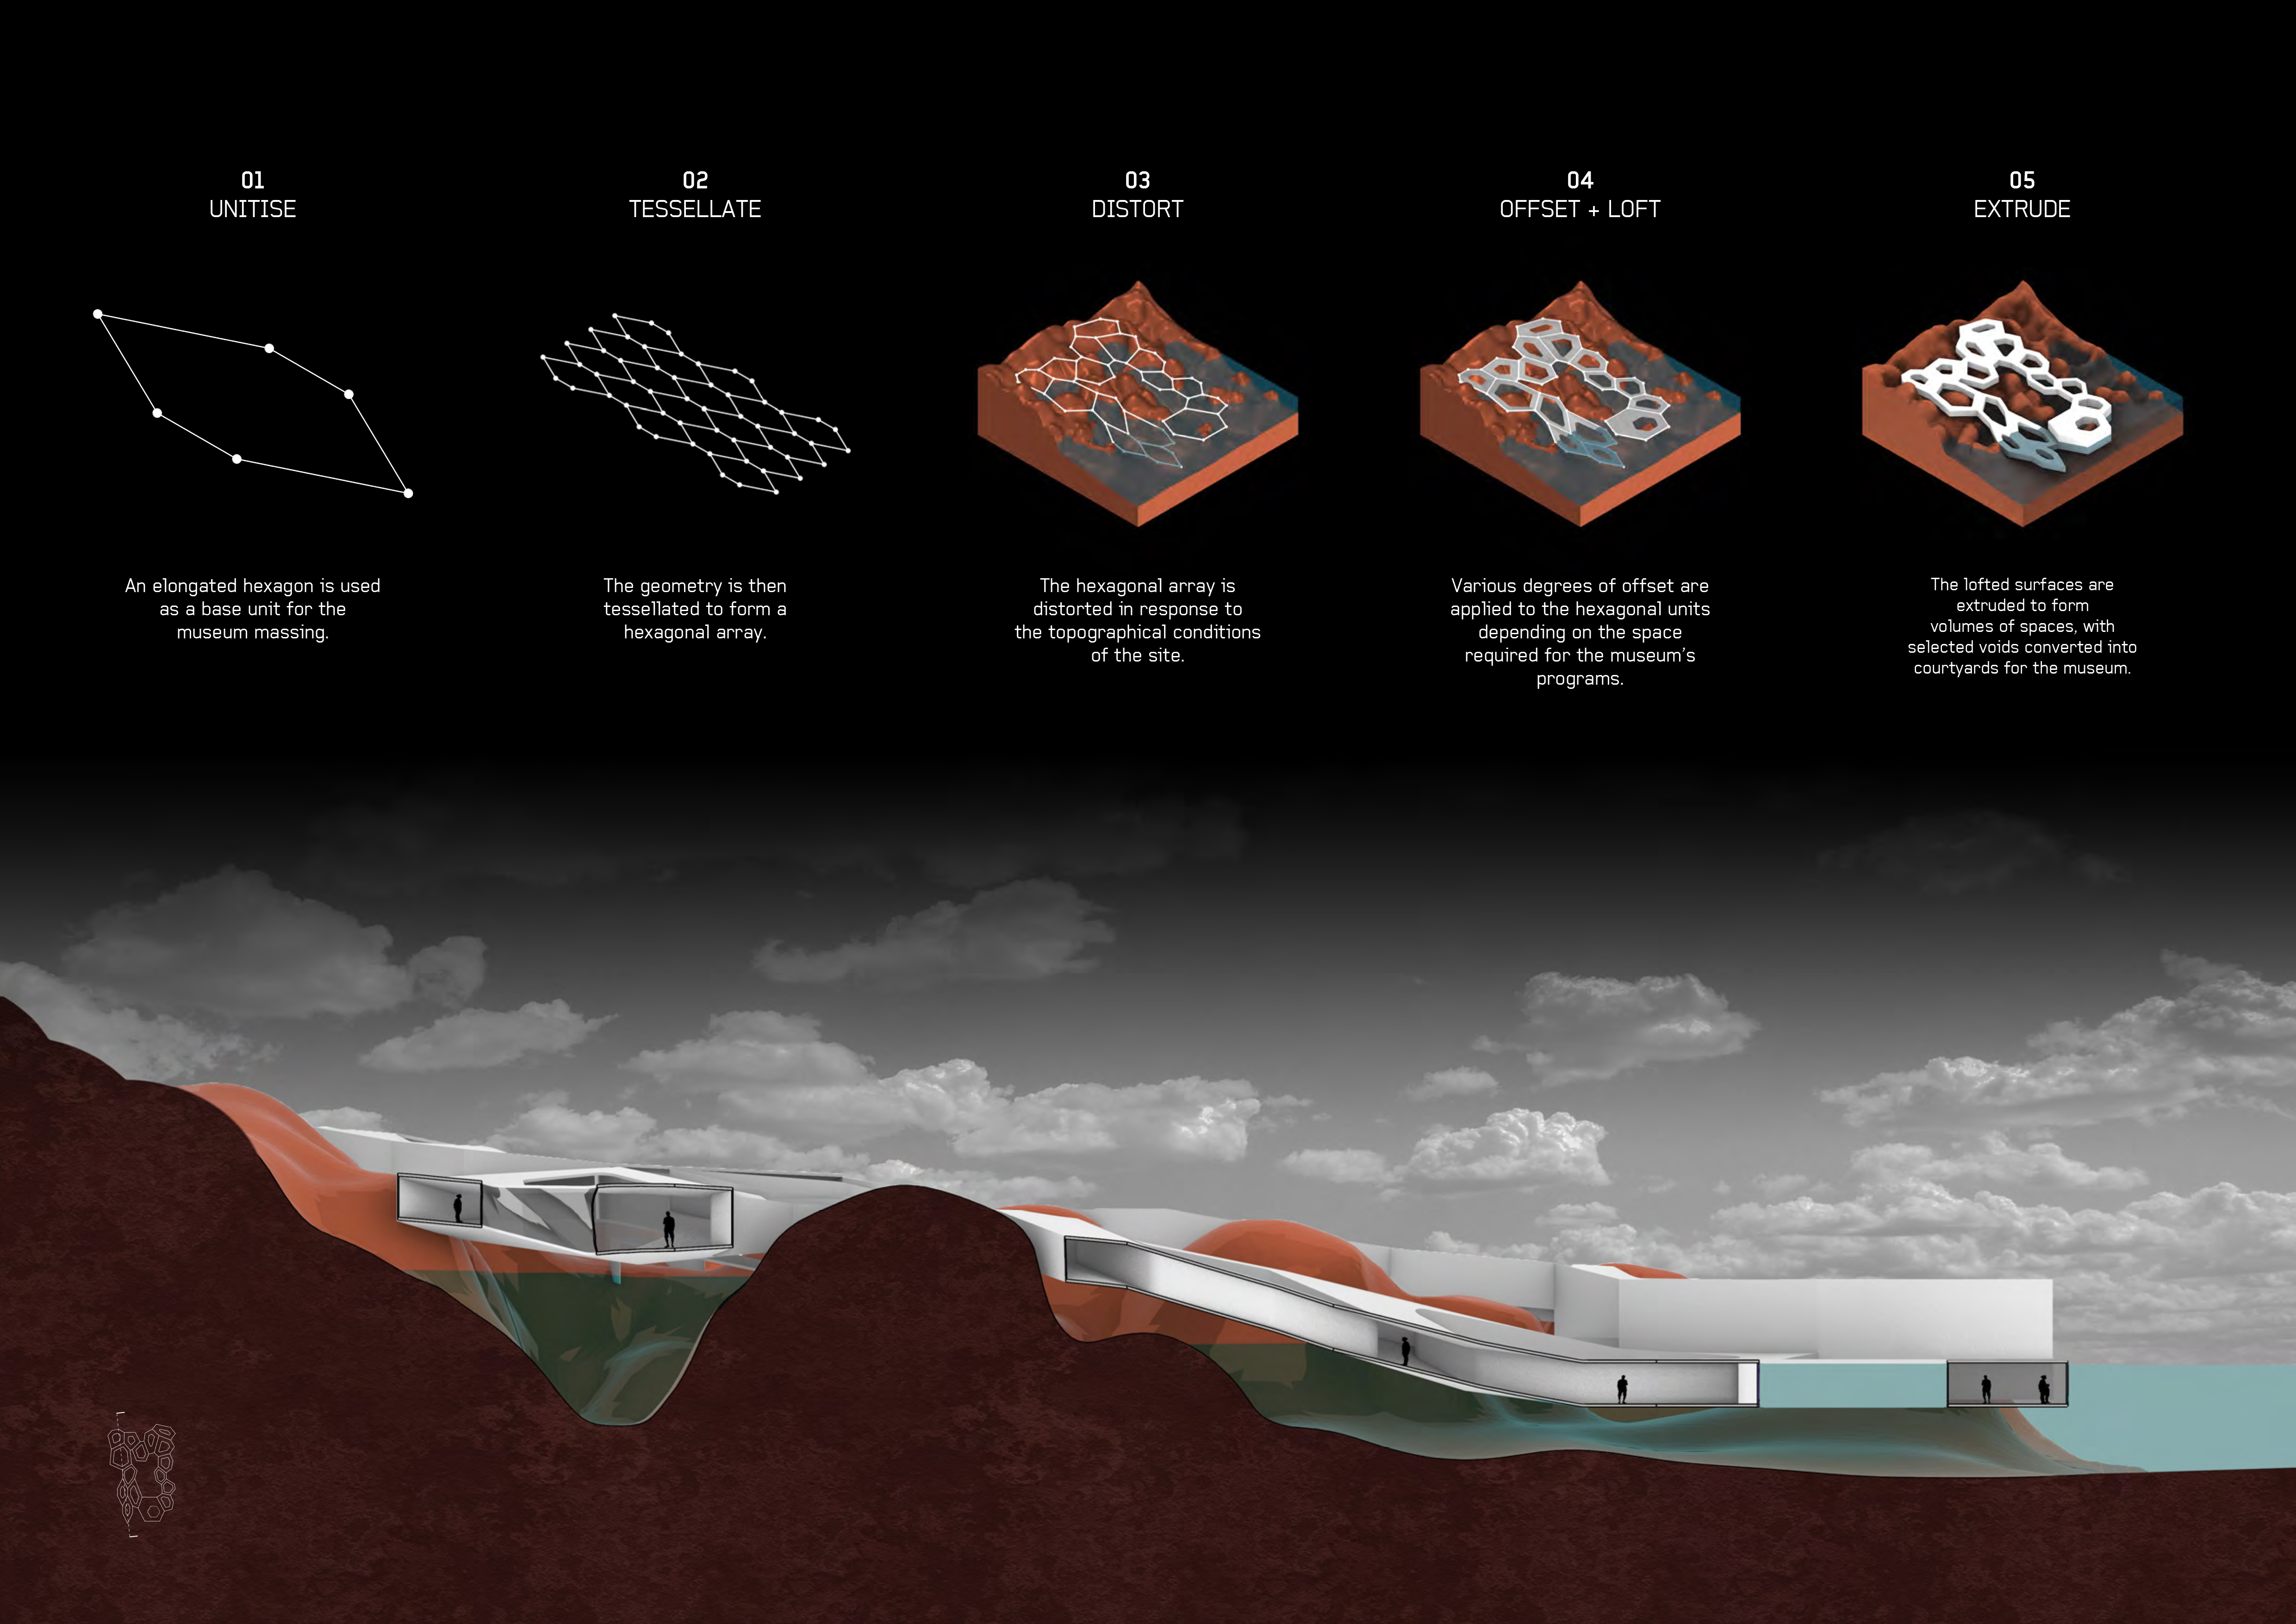 01
UNITISE
An elongated hexagon is used
as a base unit for the
museum massing.
02
TESSELLATE
The geometry is then
tessellated to form a
hexagonal array.
03
DISTORT
The hexagonal array is
distorted in response to
the topographical conditions
of the site.
04
OFFSET + LOFT
Various degrees of offset are
applied to the hexagonal units
depending on the space
required for the museum's
programs.
05
EXTRUDE
The lofted surfaces are
extruded to form
volumes of spaces, with
selected voids converted into
courtyards for the museum.